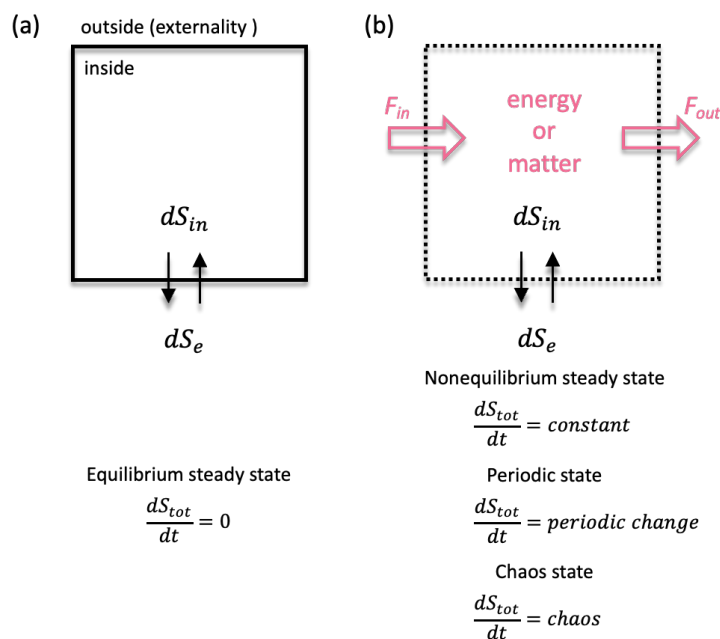 (a)
outside (externality )
inside
dS_in
dS_e
Equilibrium steady state
dS_tot/dt = 0
(b)
F_in
energy
or
matter
F_out
dS_in
dS_e
Nonequilibrium steady state
dS_tot/dt = constant
Periodic state
dS_tot/dt = periodic change
Chaos state
dS_tot/dt = chaos